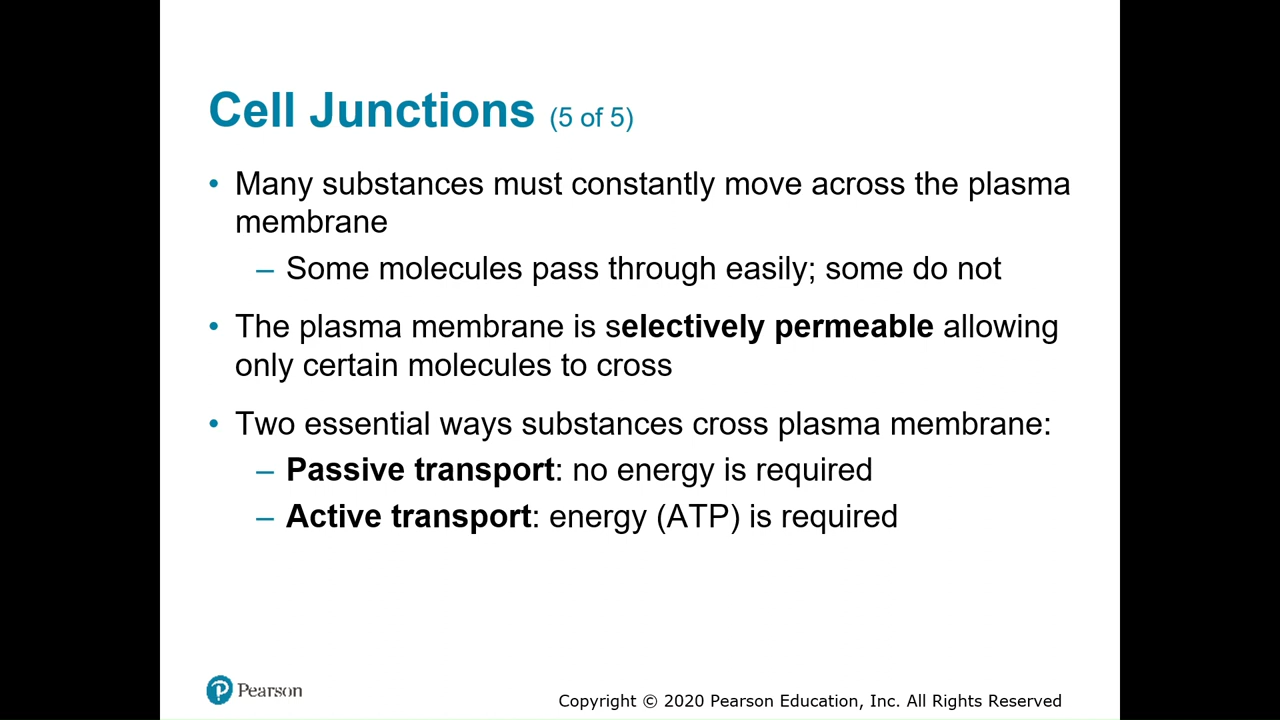 Cell Junctions (5 of 5)
• Many substances must constantly move across the plasma
membrane
– Some molecules pass through easily; some do not
• The plasma membrane is selectively permeable allowing
only certain molecules to cross
• Two essential ways substances cross plasma membrane:
– Passive transport: no energy is required
– Active transport: energy (ATP) is required
P Pearson
Copyright © 2020 Pearson Education, Inc. All Rights Reserved